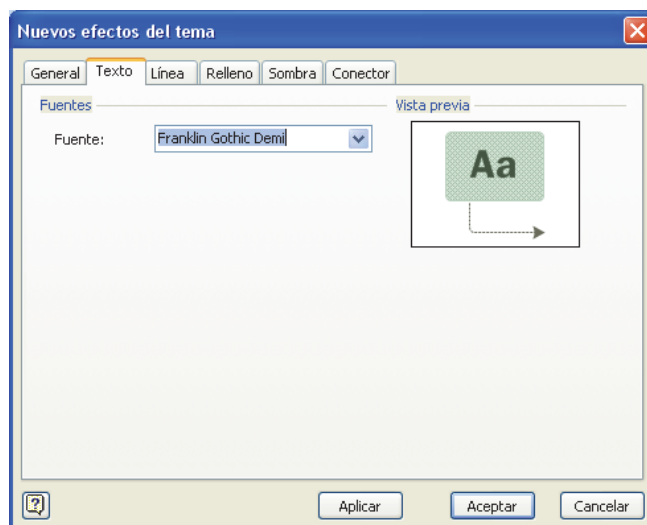 Nuevos efectos del tema
General Texto Línea Relleno Sombra Conector
Fuentes Vista previa
Fuente: Franklin Gothic Demi
Aa
Aplicar Aceptar Cancelar